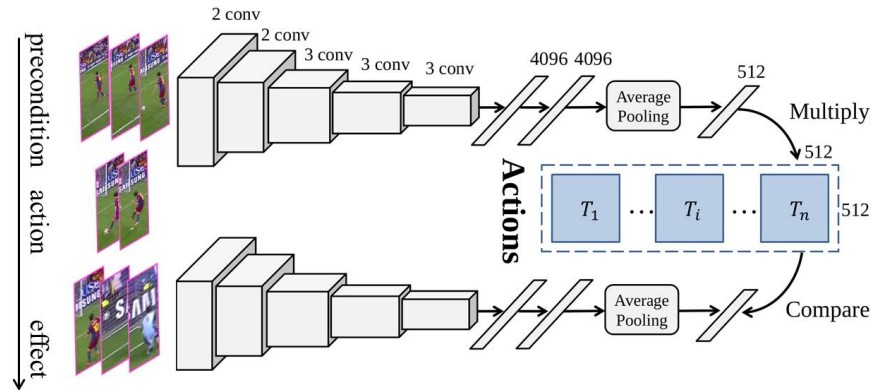 2 conv
2 conv
3 conv
3 conv
3 conv
4096 4096
Average
Pooling
512
Multiply
precondition
action
effect
Actions
512
T1 ... Ti ... Tn
512
Average
Pooling
Compare
SAMSUNG